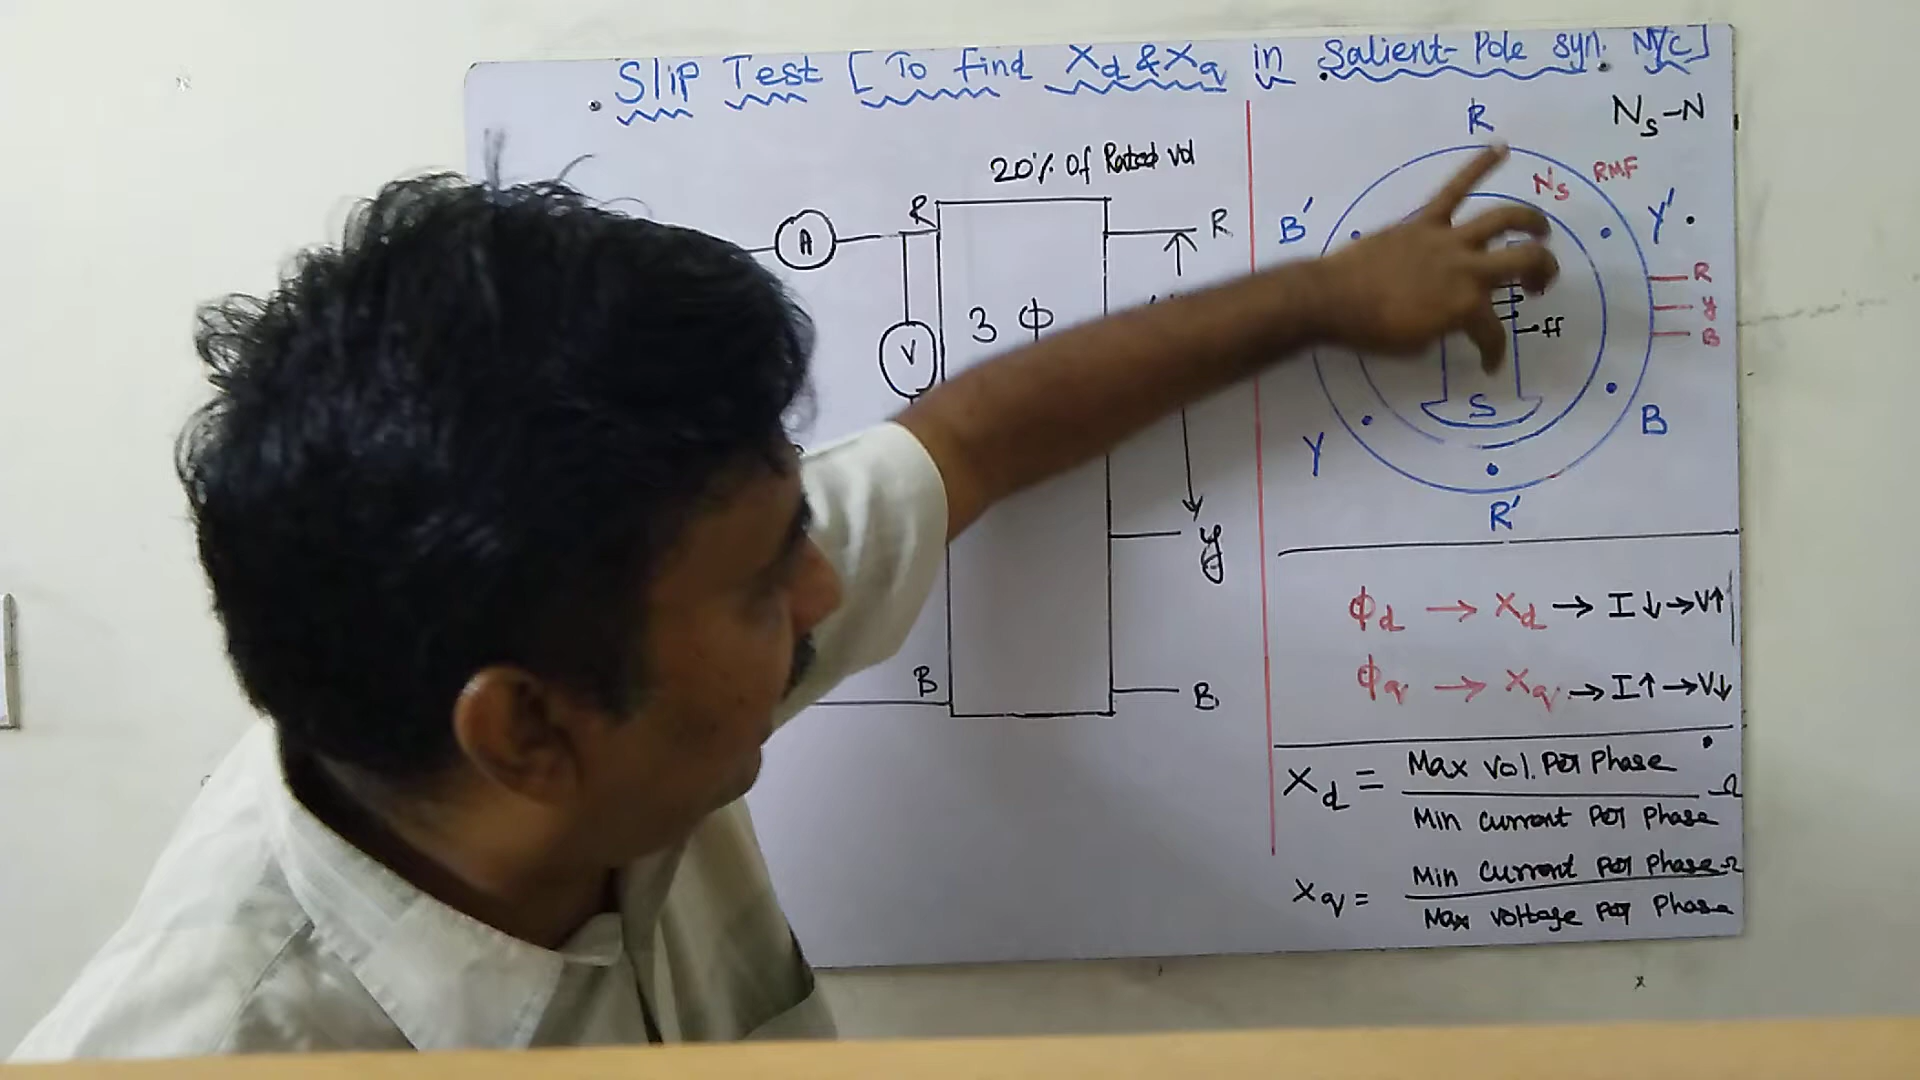 Slip Test [ To find Xd & Xq in Salient-Pole syn. M/c ]
20% Of Rated Vol
A
R
R
V
3 Φ
y
B
B
Ns-N
R
Ns RMF
B'
Y'
R
y
B
ff
S
Y
B
R'
Φd → Xd → I↓ → V↑
Φq → Xq → I↑ → V↓
Xd = Max Vol. Per Phase / Min Current Per Phase Ω
Xq = Min Current Per Phase / Max Voltage Per Phase Ω